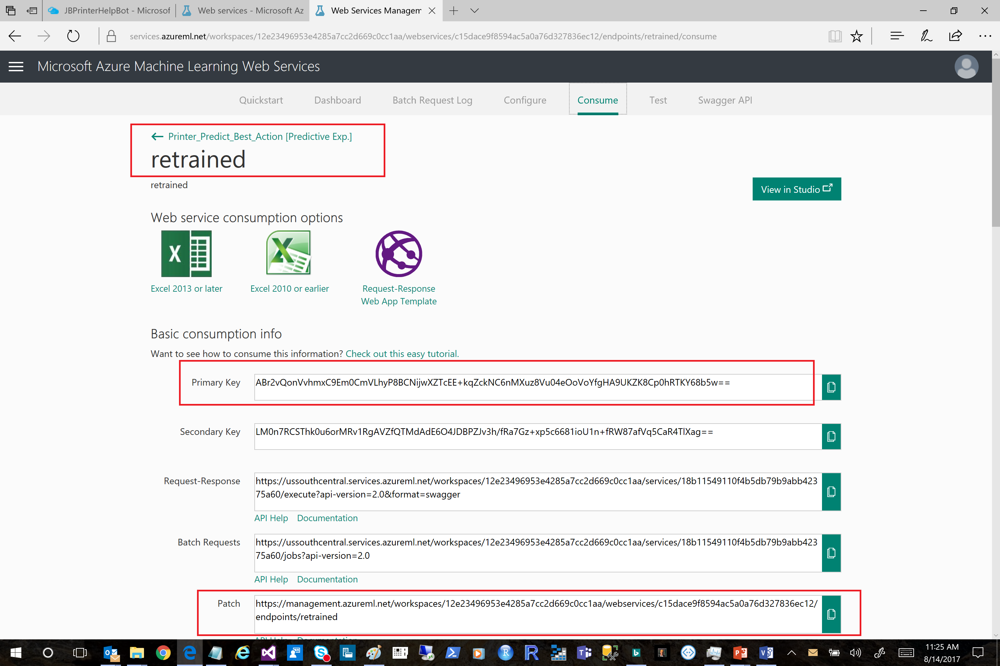 JBPrinterHelpBot - Microsof
Web services - Microsoft Az
Web Services Managem
services.azureml.net/workspaces/12e23496953e4285a7cc2d669c0cc1aa/webservices/c15dace9f8594ac5a0a76d327836ec12/endpoints/retrained/consume
Microsoft Azure Machine Learning Web Services
Quickstart
Dashboard
Batch Request Log
Configure
Consume
Test
Swagger API
Printer_Predict_Best_Action [Predictive Exp.]
retrained
retrained
View in Studio
Web service consumption options
Excel 2013 or later
Excel 2010 or earlier
Request-Response
Web App Template
Basic consumption info
Want to see how to consume this information? Check out this easy tutorial.
Primary Key
ABr2vQonVvhmxC9Em0CmVLhyP8BCNijwXZTcEE+kqZckNC6nMXuz8Vu04eOoVoYfgHA9UKZK8Cp0hRTKY68b5w==
Secondary Key
LM0n7RCSThk0u6orMRv1RgAVZfQTMdAdE6O4JDBPZJv3h/fRa7Gz+xp5c6681ioU1n+fRW87afVq5CaR4TlXag==
Request-Response
https://ussouthcentral.services.azureml.net/workspaces/12e23496953e4285a7cc2d669c0cc1aa/services/18b11549110f4b5db79b9abb423
75a60/execute?api-version=2.0&format=swagger
API Help Documentation
Batch Requests
https://ussouthcentral.services.azureml.net/workspaces/12e23496953e4285a7cc2d669c0cc1aa/services/18b11549110f4b5db79b9abb423
75a60/jobs?api-version=2.0
API Help Documentation
Patch
https://management.azureml.net/workspaces/12e23496953e4285a7cc2d669c0cc1aa/webservices/c15dace9f8594ac5a0a76d327836ec12/
endpoints/retrained
API Help Documentation
11:25 AM
8/14/2017